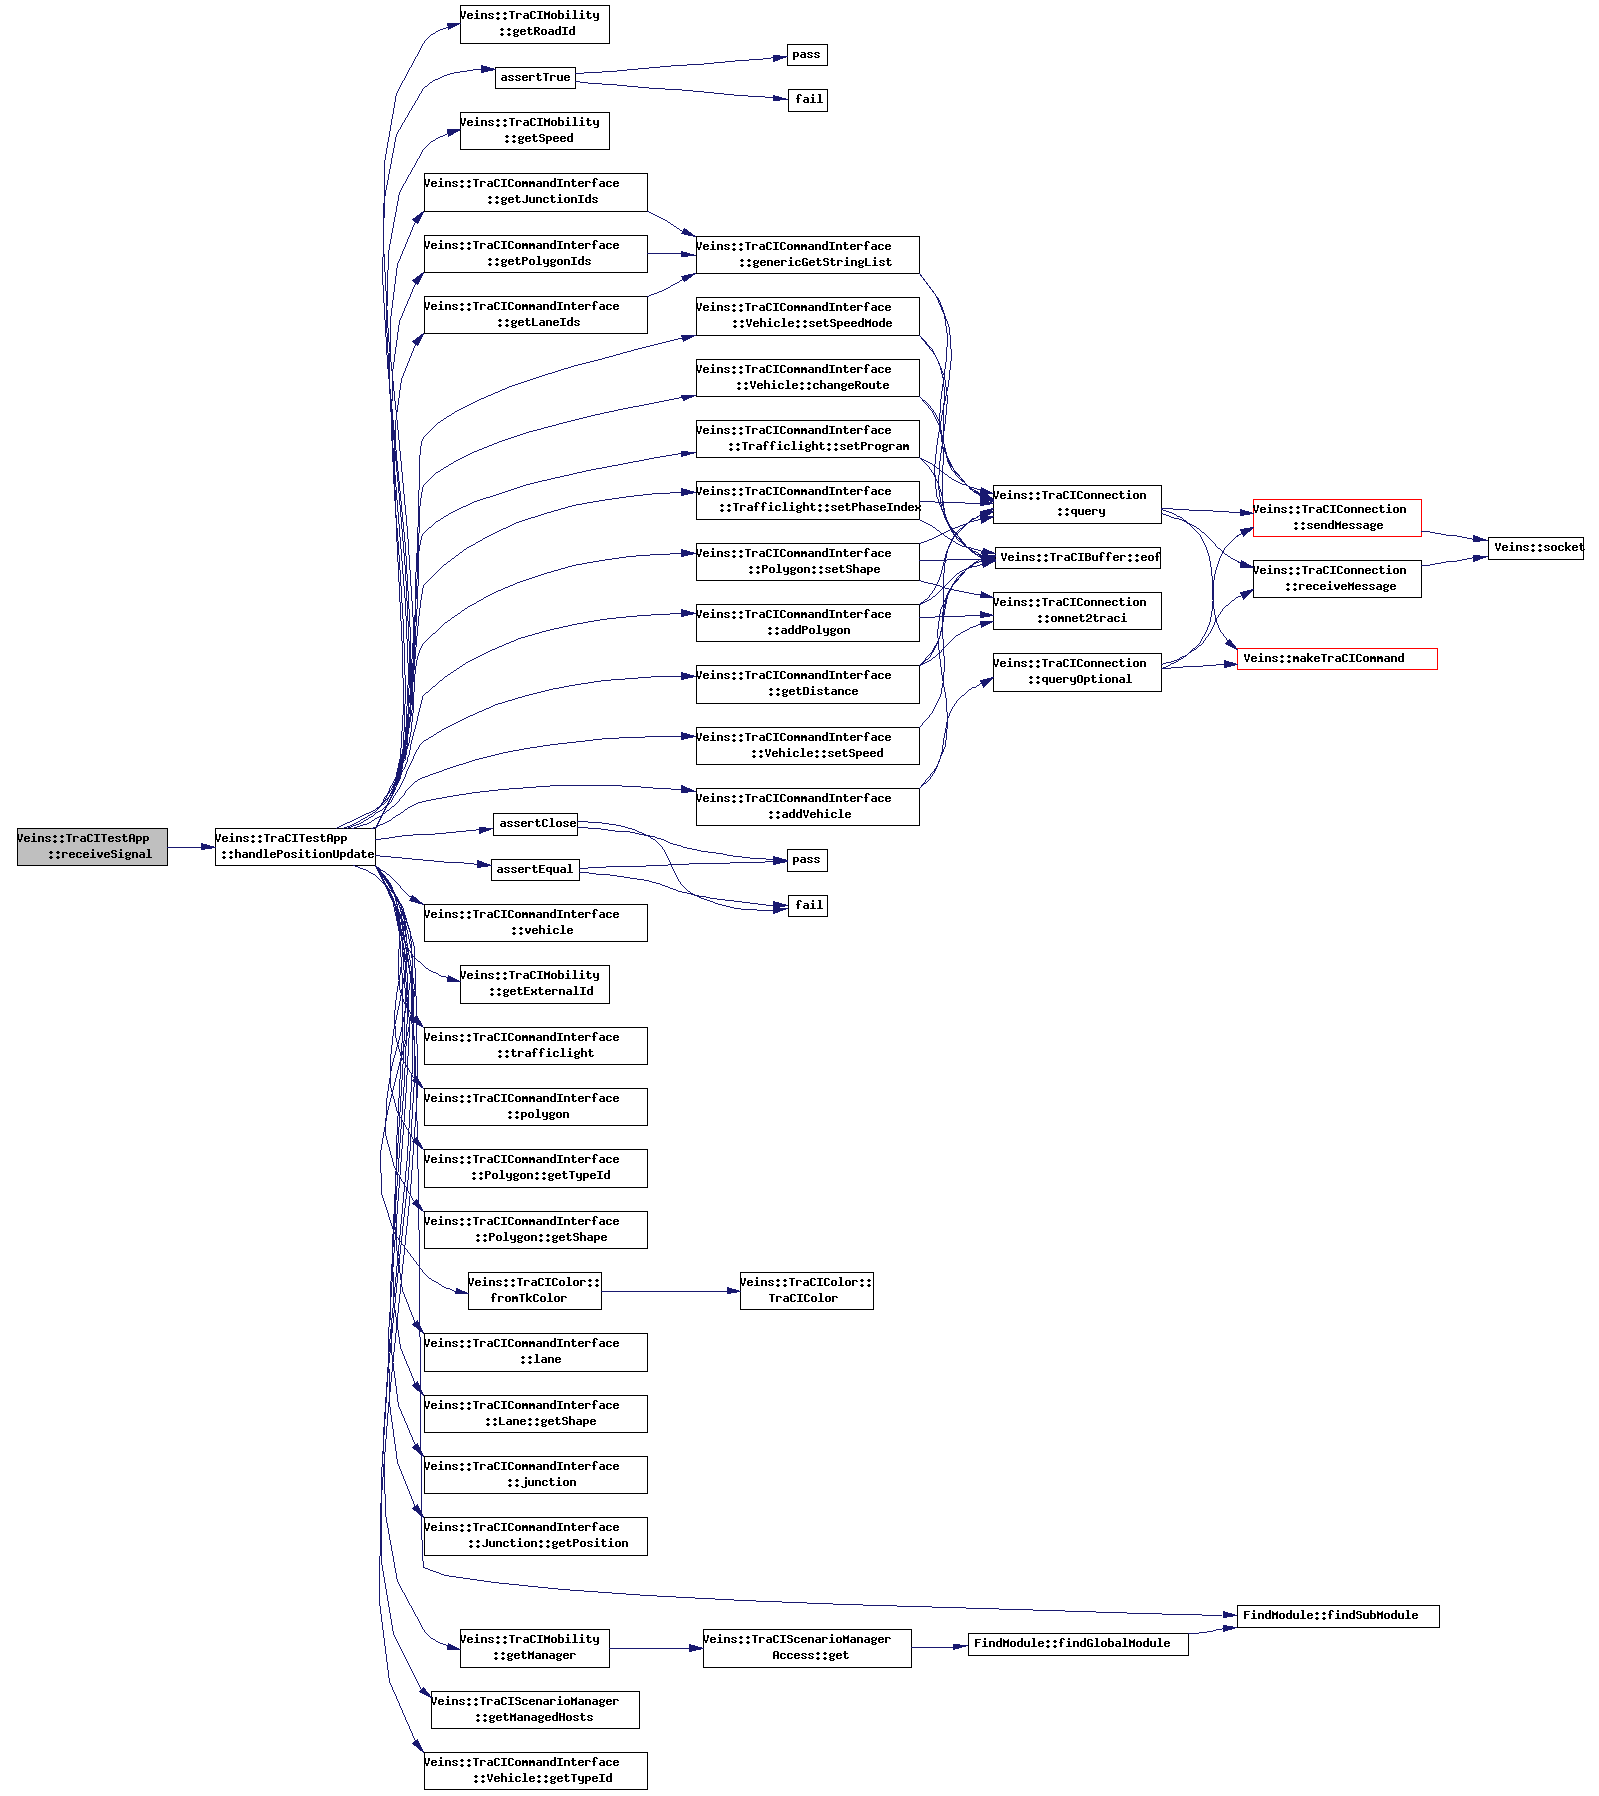 Veins::TraCIMobility
::getRoadId
assertTrue
pass
fail
Veins::TraCIMobility
::getSpeed
Veins::TraCICommandInterface
::getJunctionIds
Veins::TraCICommandInterface
::getPolygonIds
Veins::TraCICommandInterface
::getLaneIds
Veins::TraCICommandInterface
::genericGetStringList
Veins::TraCICommandInterface
::Vehicle::setSpeedMode
Veins::TraCICommandInterface
::Vehicle::changeRoute
Veins::TraCICommandInterface
::Trafficlight::setProgram
Veins::TraCICommandInterface
::Trafficlight::setPhaseIndex
Veins::TraCICommandInterface
::Polygon::setShape
Veins::TraCICommandInterface
::addPolygon
Veins::TraCICommandInterface
::getDistance
Veins::TraCICommandInterface
::Vehicle::setSpeed
Veins::TraCICommandInterface
::addVehicle
Veins::TraCIConnection
::query
Veins::TraCIBuffer::eof
Veins::TraCIConnection
::omnet2traci
Veins::TraCIConnection
::queryOptional
Veins::TraCIConnection
::sendMessage
Veins::TraCIConnection
::receiveMessage
Veins::makeTraCICommand
Veins::socket
Veins::TraCITestApp
::receiveSignal
Veins::TraCITestApp
::handlePositionUpdate
assertClose
assertEqual
pass
fail
Veins::TraCICommandInterface
::vehicle
Veins::TraCIMobility
::getExternalId
Veins::TraCICommandInterface
::trafficlight
Veins::TraCICommandInterface
::polygon
Veins::TraCICommandInterface
::Polygon::getTypeId
Veins::TraCICommandInterface
::Polygon::getShape
Veins::TraCIColor::
fromTkColor
Veins::TraCIColor::
TraCIColor
Veins::TraCICommandInterface
::lane
Veins::TraCICommandInterface
::Lane::getShape
Veins::TraCICommandInterface
::junction
Veins::TraCICommandInterface
::Junction::getPosition
FindModule::findSubModule
Veins::TraCIMobility
::getManager
Veins::TraCIScenarioManager
Access::get
FindModule::findGlobalModule
Veins::TraCIScenarioManager
::getManagedHosts
Veins::TraCICommandInterface
::Vehicle::getTypeId